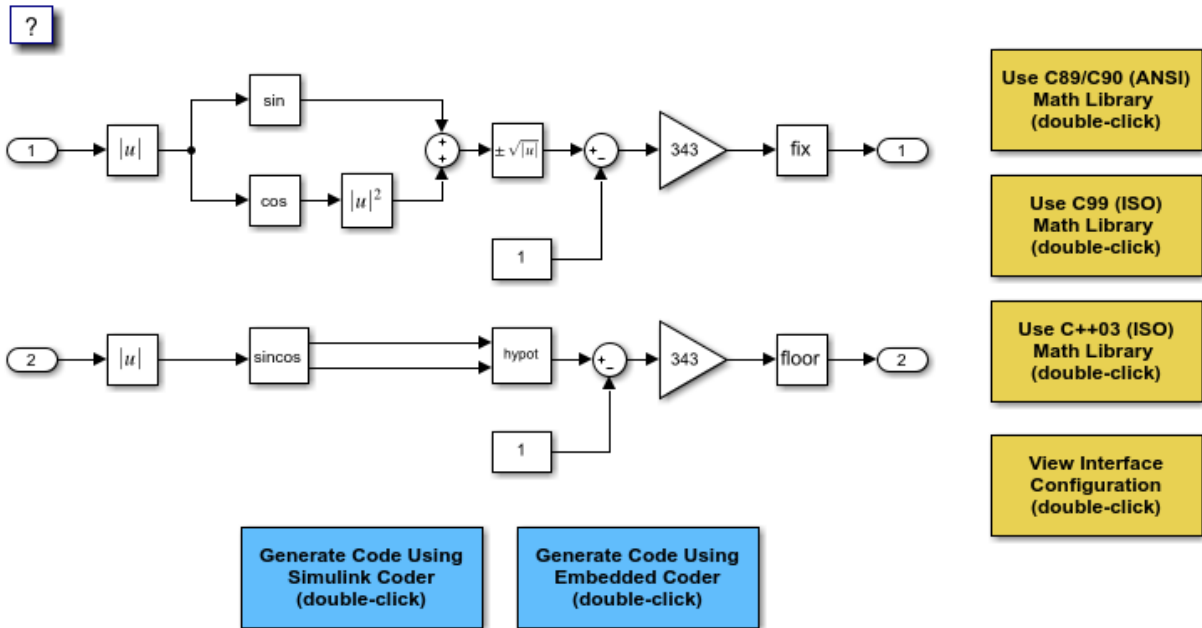 ?
sin
+
+
1
|u|
± √|u|
+
−
343
fix
1
cos
|u|²
1
Use C89/C90 (ANSI)
Math Library
(double-click)
Use C99 (ISO)
Math Library
(double-click)
2
|u|
sincos
hypot
+
−
343
floor
2
1
Use C++03 (ISO)
Math Library
(double-click)
View Interface
Configuration
(double-click)
Generate Code Using
Simulink Coder
(double-click)
Generate Code Using
Embedded Coder
(double-click)